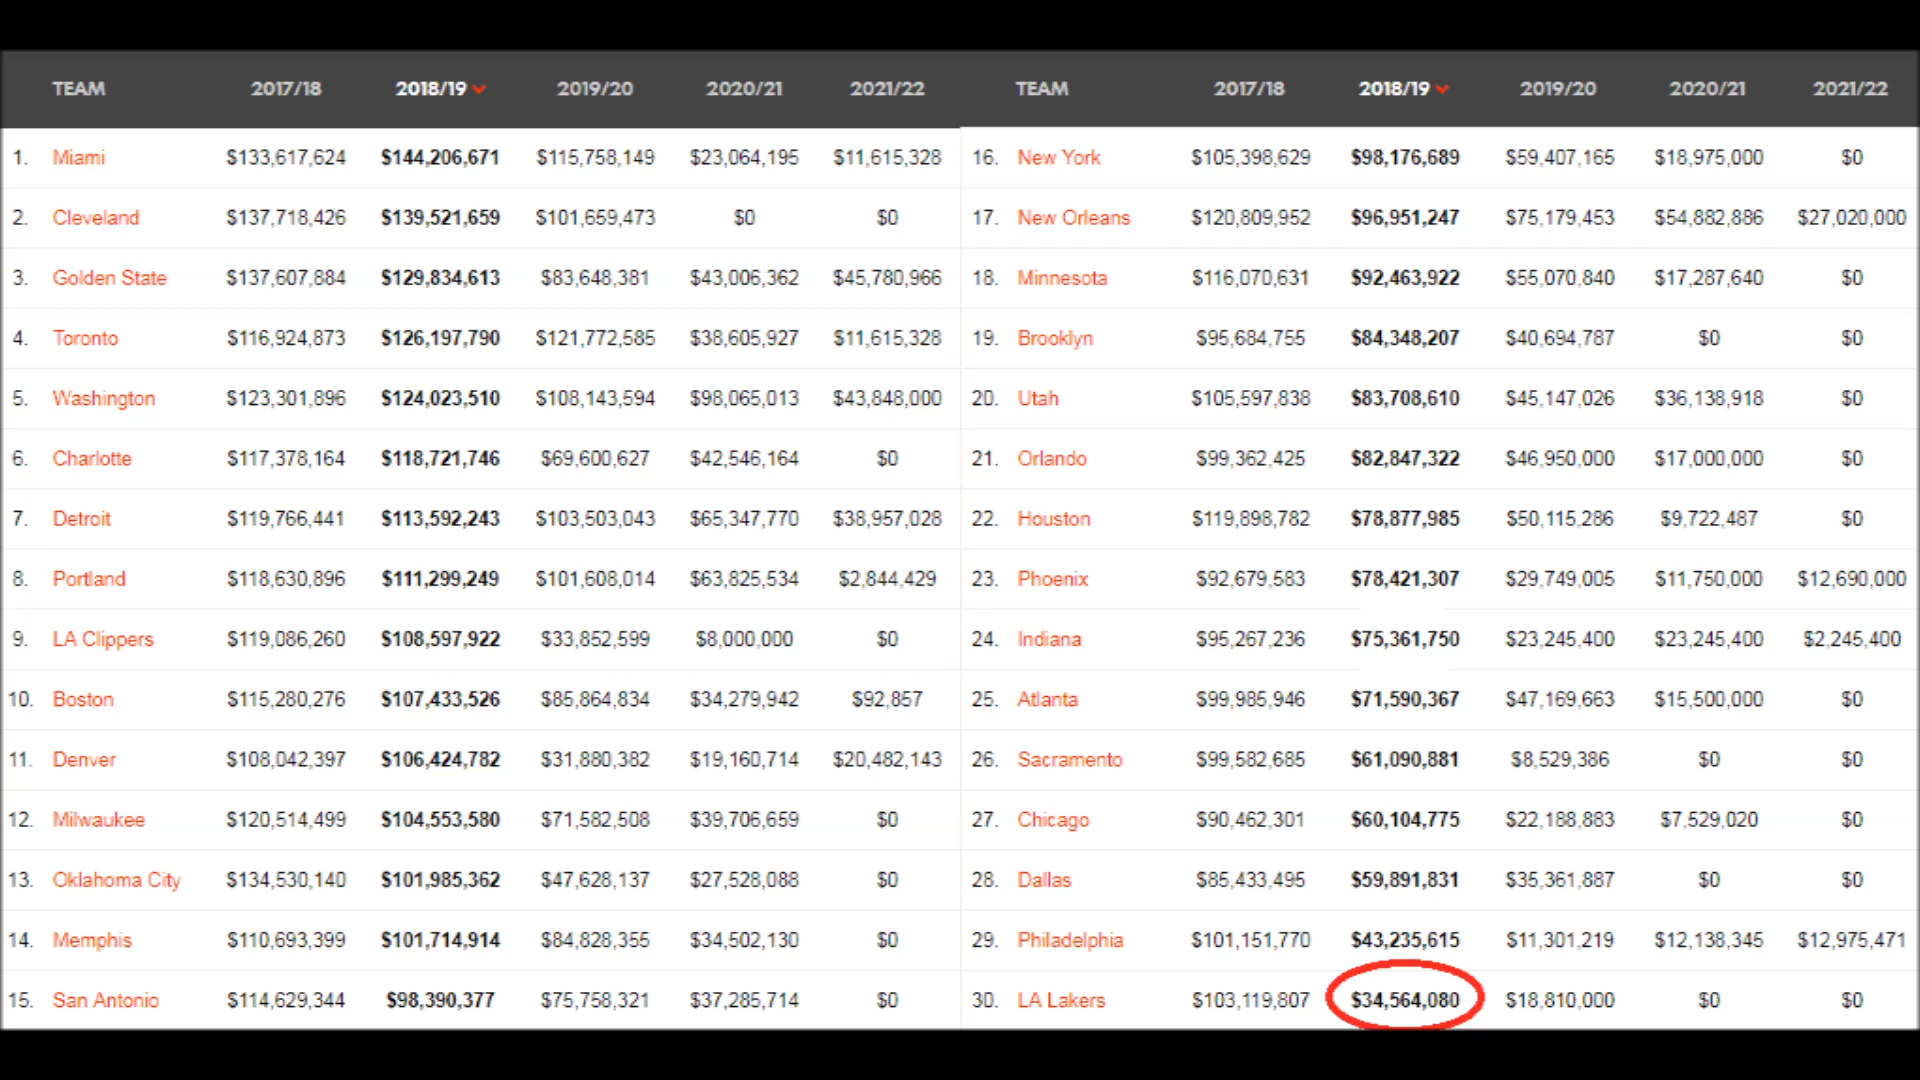 TEAM 2017/18 2018/19 2019/20 2020/21 2021/22
1. Miami $133,617,624 $144,206,671 $115,758,149 $23,064,195 $11,615,328
2. Cleveland $137,718,426 $139,521,659 $101,659,473 $0 $0
3. Golden State $137,607,884 $129,834,613 $83,648,381 $43,006,362 $45,780,966
4. Toronto $116,924,873 $126,197,790 $121,772,585 $38,605,927 $11,615,328
5. Washington $123,301,896 $124,023,510 $108,143,594 $98,065,013 $43,848,000
6. Charlotte $117,378,164 $118,721,746 $69,600,627 $42,546,164 $0
7. Detroit $119,766,441 $113,592,243 $103,503,043 $65,347,770 $38,957,028
8. Portland $118,630,896 $111,299,249 $101,608,014 $63,825,534 $2,844,429
9. LA Clippers $119,086,260 $108,597,922 $33,852,599 $8,000,000 $0
10. Boston $115,280,276 $107,433,526 $85,864,834 $34,279,942 $92,857
11. Denver $108,042,397 $106,424,782 $31,880,382 $19,160,714 $20,482,143
12. Milwaukee $120,514,499 $104,553,580 $71,582,508 $39,706,659 $0
13. Oklahoma City $134,530,140 $101,985,362 $47,628,137 $27,528,088 $0
14. Memphis $110,693,399 $101,714,914 $84,828,355 $34,502,130 $0
15. San Antonio $114,629,344 $98,390,377 $75,758,321 $37,285,714 $0
TEAM 2017/18 2018/19 2019/20 2020/21 2021/22
16. New York $105,398,629 $98,176,689 $59,407,165 $18,975,000 $0
17. New Orleans $120,809,952 $96,951,247 $75,179,453 $54,882,886 $27,020,000
18. Minnesota $116,070,631 $92,463,922 $55,070,840 $17,287,640 $0
19. Brooklyn $95,684,755 $84,348,207 $40,694,787 $0 $0
20. Utah $105,597,838 $83,708,610 $45,147,026 $36,138,918 $0
21. Orlando $99,362,425 $82,847,322 $46,950,000 $17,000,000 $0
22. Houston $119,898,782 $78,877,985 $50,115,286 $9,722,487 $0
23. Phoenix $92,679,583 $78,421,307 $29,749,005 $11,750,000 $12,690,000
24. Indiana $95,267,236 $75,361,750 $23,245,400 $23,245,400 $2,245,400
25. Atlanta $99,985,946 $71,590,367 $47,169,663 $15,500,000 $0
26. Sacramento $99,582,685 $61,090,881 $8,529,386 $0 $0
27. Chicago $90,462,301 $60,104,775 $22,188,883 $7,529,020 $0
28. Dallas $85,433,495 $59,891,831 $35,361,887 $0 $0
29. Philadelphia $101,151,770 $43,235,615 $11,301,219 $12,138,345 $12,975,471
30. LA Lakers $103,119,807 $34,564,080 $18,810,000 $0 $0